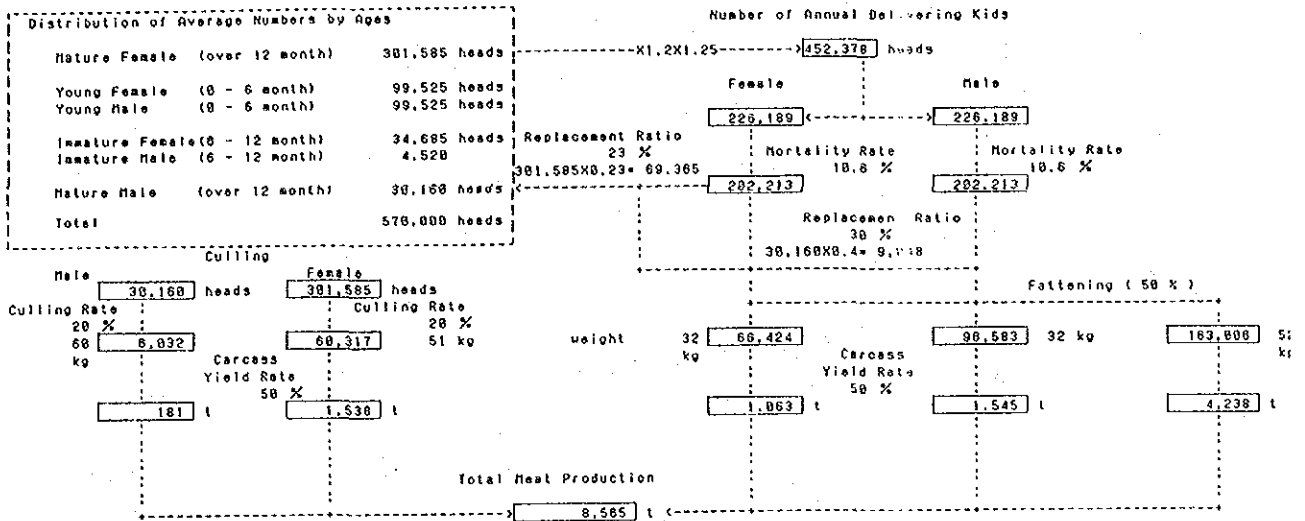 Distribution of Average Numbers by Ages
Mature Female (over 12 month) 301,585 heads
Young Female (0 - 6 month) 99,525 heads
Young Male (0 - 6 month) 99,525 heads
Immature Female(6 - 12 month) 34,685 heads
Immature Male (6 - 12 month) 4,520
Mature Male (over 12 month) 30,160 heads
Total 570,000 heads
Number of Annual Delivering Kids
X1.2X1.25 452,378 heads
Female Male
226,189 226,189
Replacement Ratio
23 %
301,585X0.23= 69,365
Mortality Rate Mortality Rate
10.6 % 10.6 %
202,213 202,213
Replacemen Ratio
30 %
30,160X0.4=
Culling
Male Female
30,160 heads 301,585 heads
Culling Rate Culling Rate
20 % 20 %
60 kg 6,032 60,317 51 kg
Carcass
Yield Rate
50 %
181 t 1,538 t
Fattening ( 50 % )
weight 32 kg 66,424 96,583 32 kg 163,006
Carcass
Yield Rate
50 %
1,063 t 1,545 t 4,238 t
Total Meat Production
8,565 t